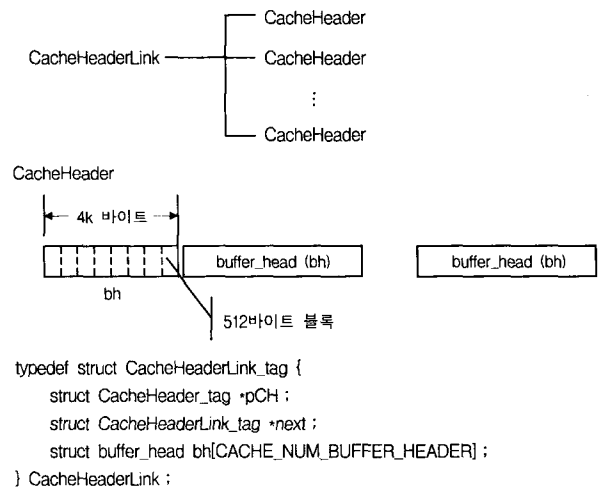 CacheHeader
CacheHeaderLink
CacheHeader
⋮
CacheHeader
CacheHeader
4k 바이트
buffer_head (bh)
buffer_head (bh)
bh
512바이트 블록
typedef struct CacheHeaderLink_tag {
struct CacheHeader_tag *pCH ;
struct CacheHeaderLink_tag *next ;
struct buffer_head bh[CACHE_NUM_BUFFER_HEADER] ;
} CacheHeaderLink ;